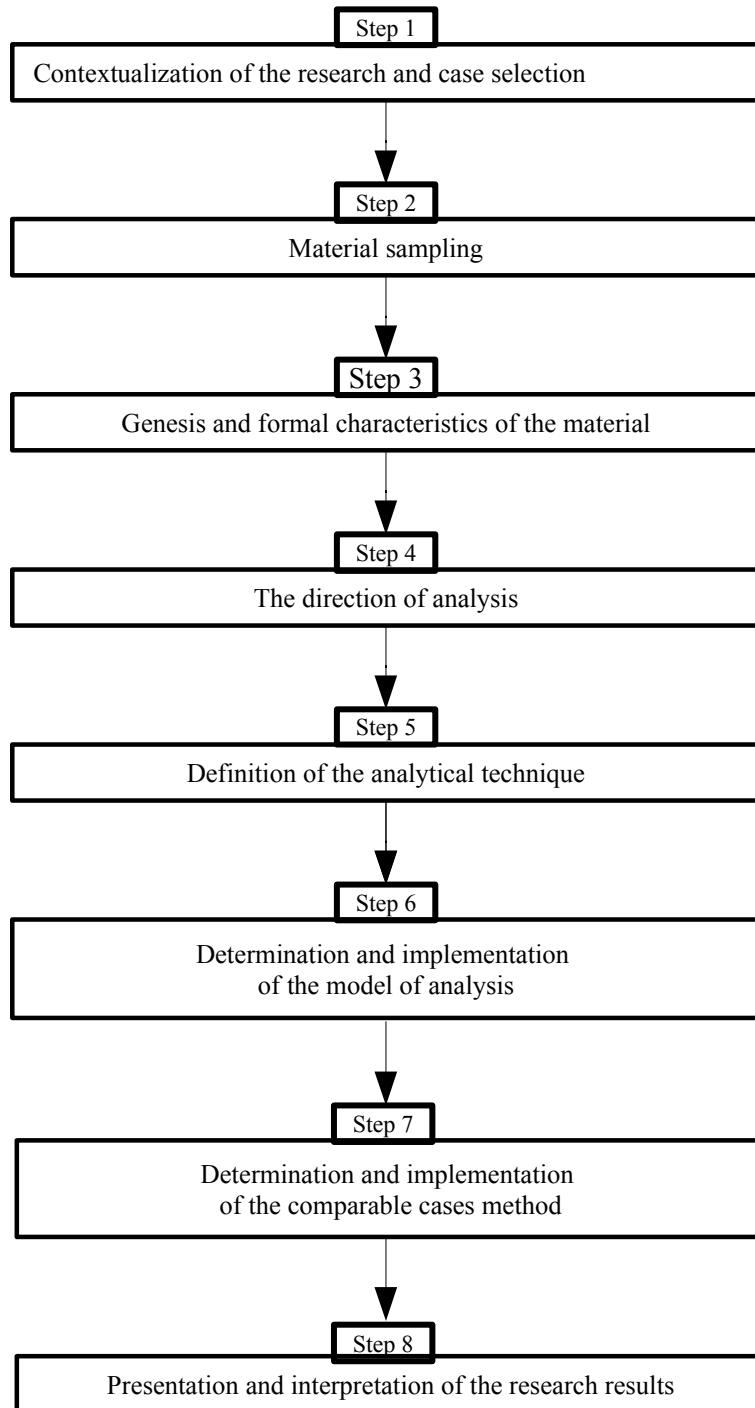 Step 1
Contextualization of the research and case selection
Step 2
Material sampling
Step 3
Genesis and formal characteristics of the material
Step 4
The direction of analysis
Step 5
Definition of the analytical technique
Step 6
Determination and implementation
of the model of analysis
Step 7
Determination and implementation
of the comparable cases method
Step 8
Presentation and interpretation of the research results